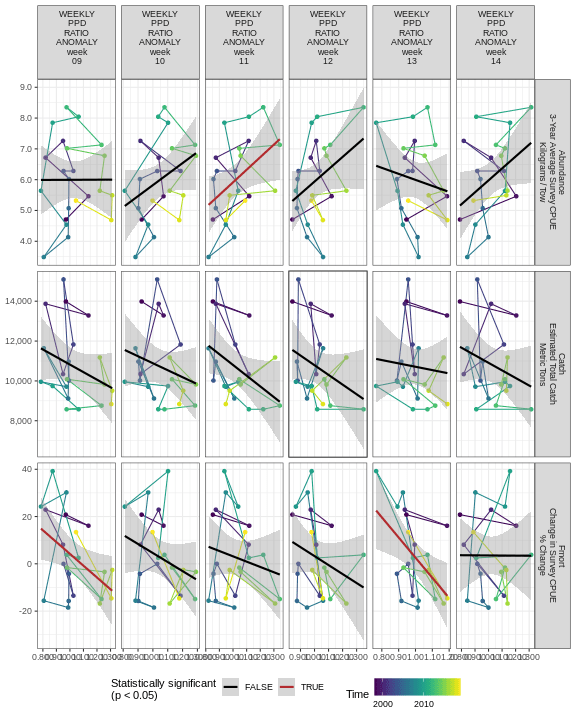 WEEKLY
PPD
RATIO
ANOMALY
week
09
WEEKLY
PPD
RATIO
ANOMALY
week
10
WEEKLY
PPD
RATIO
ANOMALY
week
11
WEEKLY
PPD
RATIO
ANOMALY
week
12
WEEKLY
PPD
RATIO
ANOMALY
week
13
WEEKLY
PPD
RATIO
ANOMALY
week
14
9.0
8.0
7.0
6.0
5.0
4.0
Abundance
3-Year Average Survey CPUE
Kilograms / Tow
14,000
12,000
10,000
8,000
Catch
Estimated Total Catch
Metric Tons
40
20
0
-20
Fmort
Change in Survey CPUE
% Change
Statistically significant
(p < 0.05)
FALSE
TRUE
Time
2000
2010